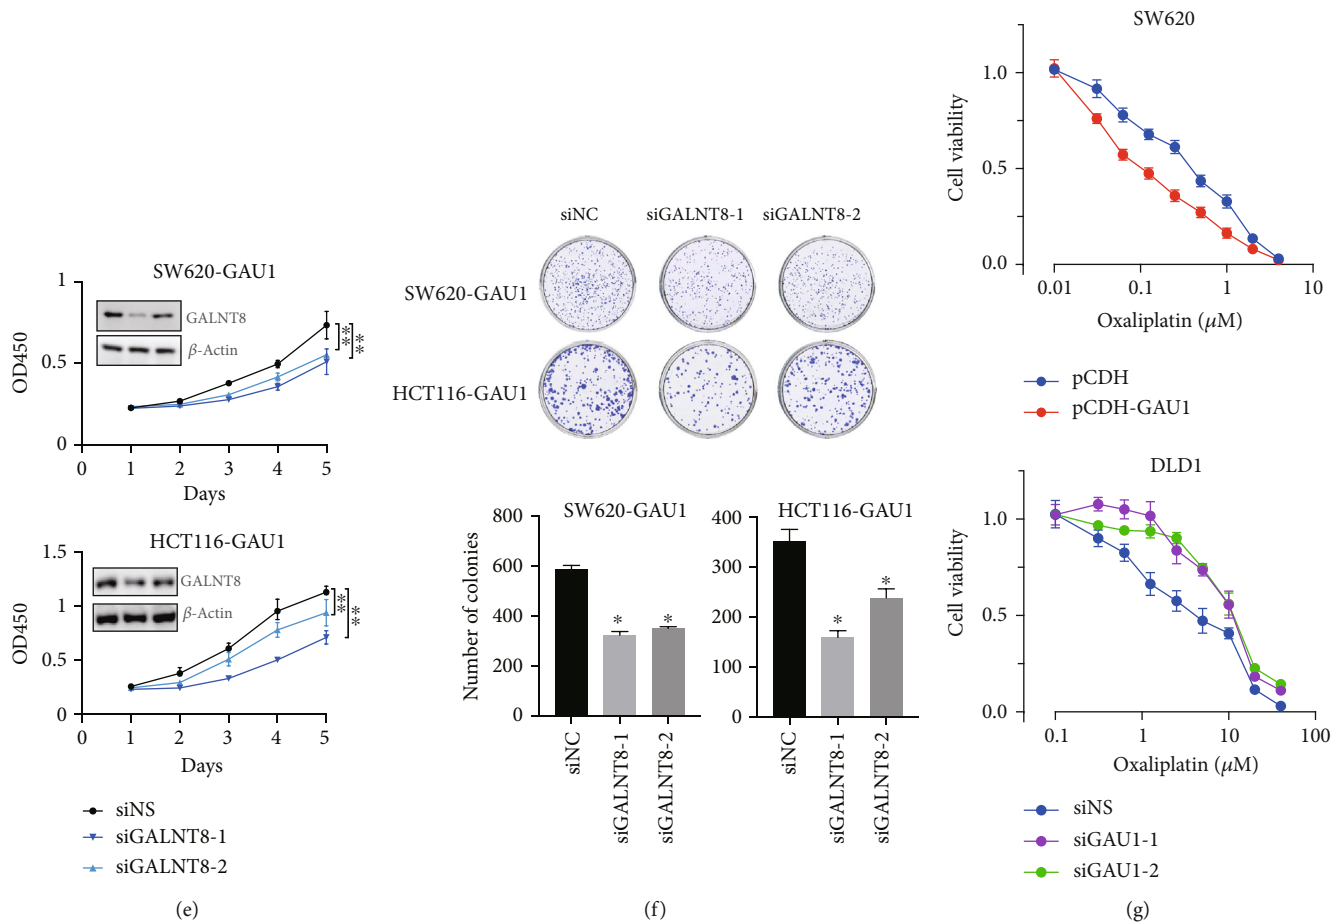 SW620-GAU1
1
0.5
0
OD450
GALNT8
β-Actin
**
**
0 1 2 3 4 5
Days
HCT116-GAU1
1.5
1
0.5
0
OD450
GALNT8
β-Actin
**
**
0 1 2 3 4 5
Days
siNS
siGALNT8-1
siGALNT8-2
(e)
siNC siGALNT8-1 siGALNT8-2
SW620-GAU1
HCT116-GAU1
SW620-GAU1
800
600
400
200
0
Number of colonies
* *
siNC siGALNT8-1 siGALNT8-2
HCT116-GAU1
400
300
200
100
0
* *
siNC siGALNT8-1 siGALNT8-2
(f)
SW620
1.0
0.5
0.0
Cell viability
0.01 0.1 1 10
Oxaliplatin (μM)
pCDH
pCDH-GAU1
DLD1
1.0
0.5
0.0
Cell viability
0.1 1 10 100
Oxaliplatin (μM)
siNS
siGAU1-1
siGAU1-2
(g)